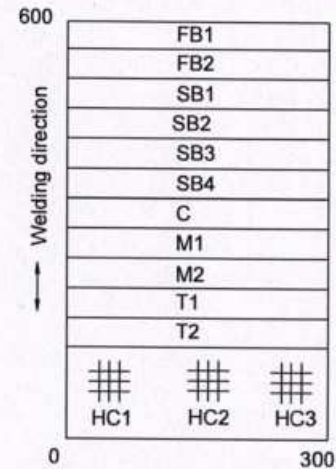 600
FB1
FB2
SB1
SB2
SB3
SB4
C
M1
M2
T1
T2
HC1 HC2 HC3
0 300
Welding direction